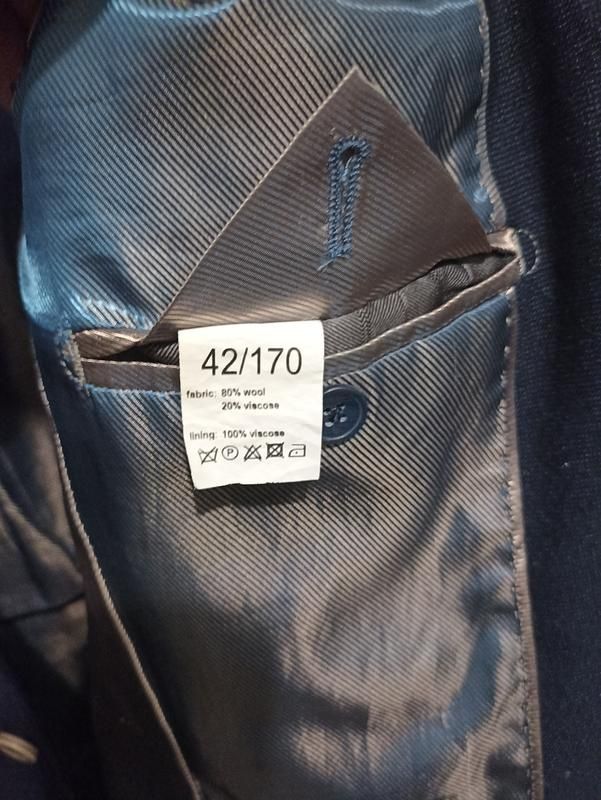 42/170
fabric: 80% wool
20% viscose
lining: 100% viscose
P